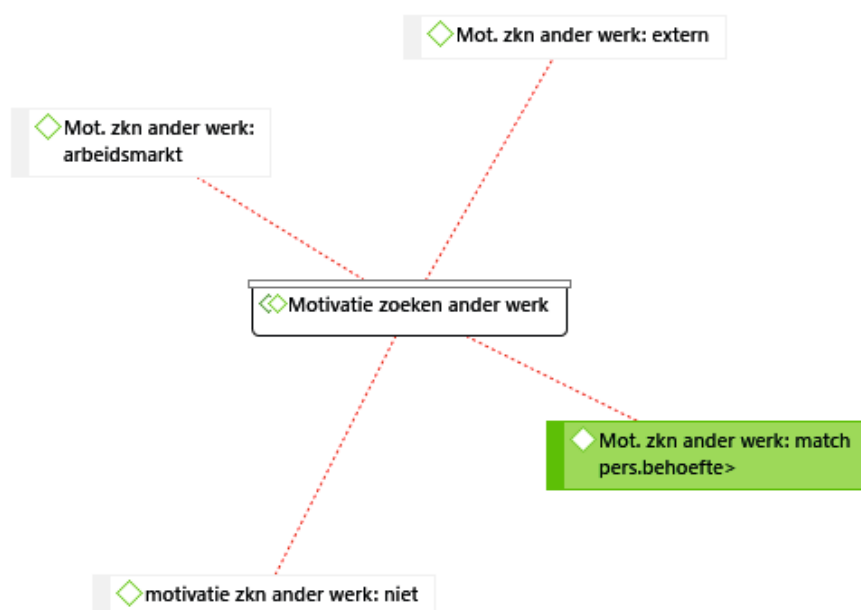 Mot. zkn ander werk: extern
Mot. zkn ander werk:
arbeidsmarkt
Motivatie zoeken ander werk
Mot. zkn ander werk: match
pers.behoefte>
motivatie zkn ander werk: niet